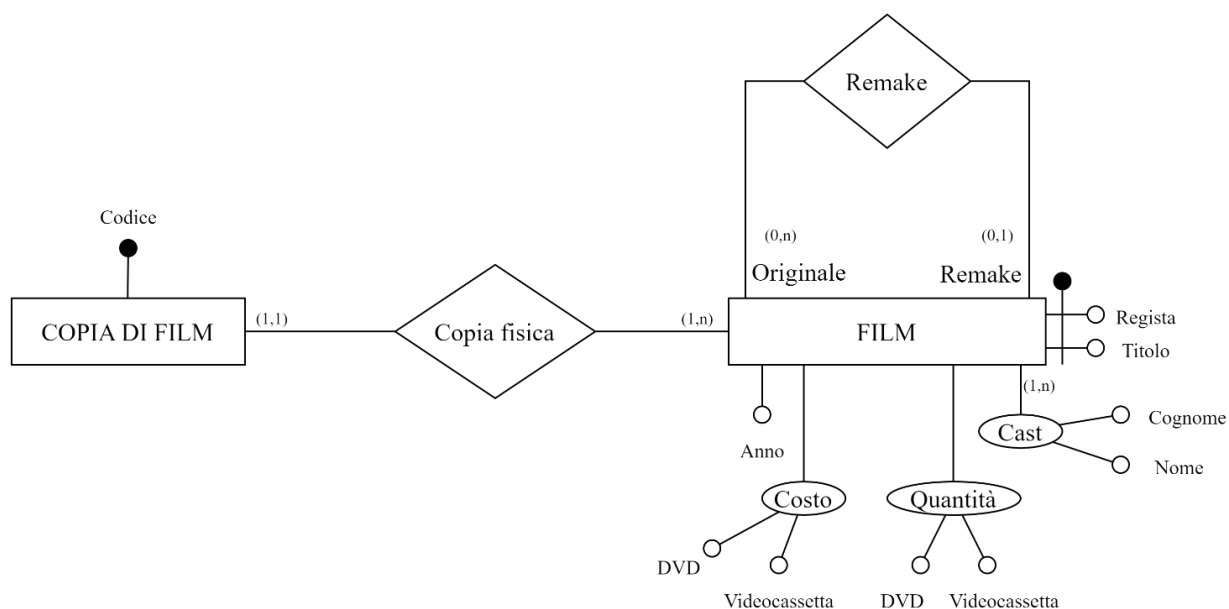 Remake
Codice
(0,n)
(0,1)
Originale
Remake
COPIA DI FILM
(1,1)
Copia fisica
(1,n)
FILM
Regista
Titolo
(1,n)
Cast
Cognome
Nome
Anno
Costo
Quantità
DVD
Videocassetta
DVD
Videocassetta